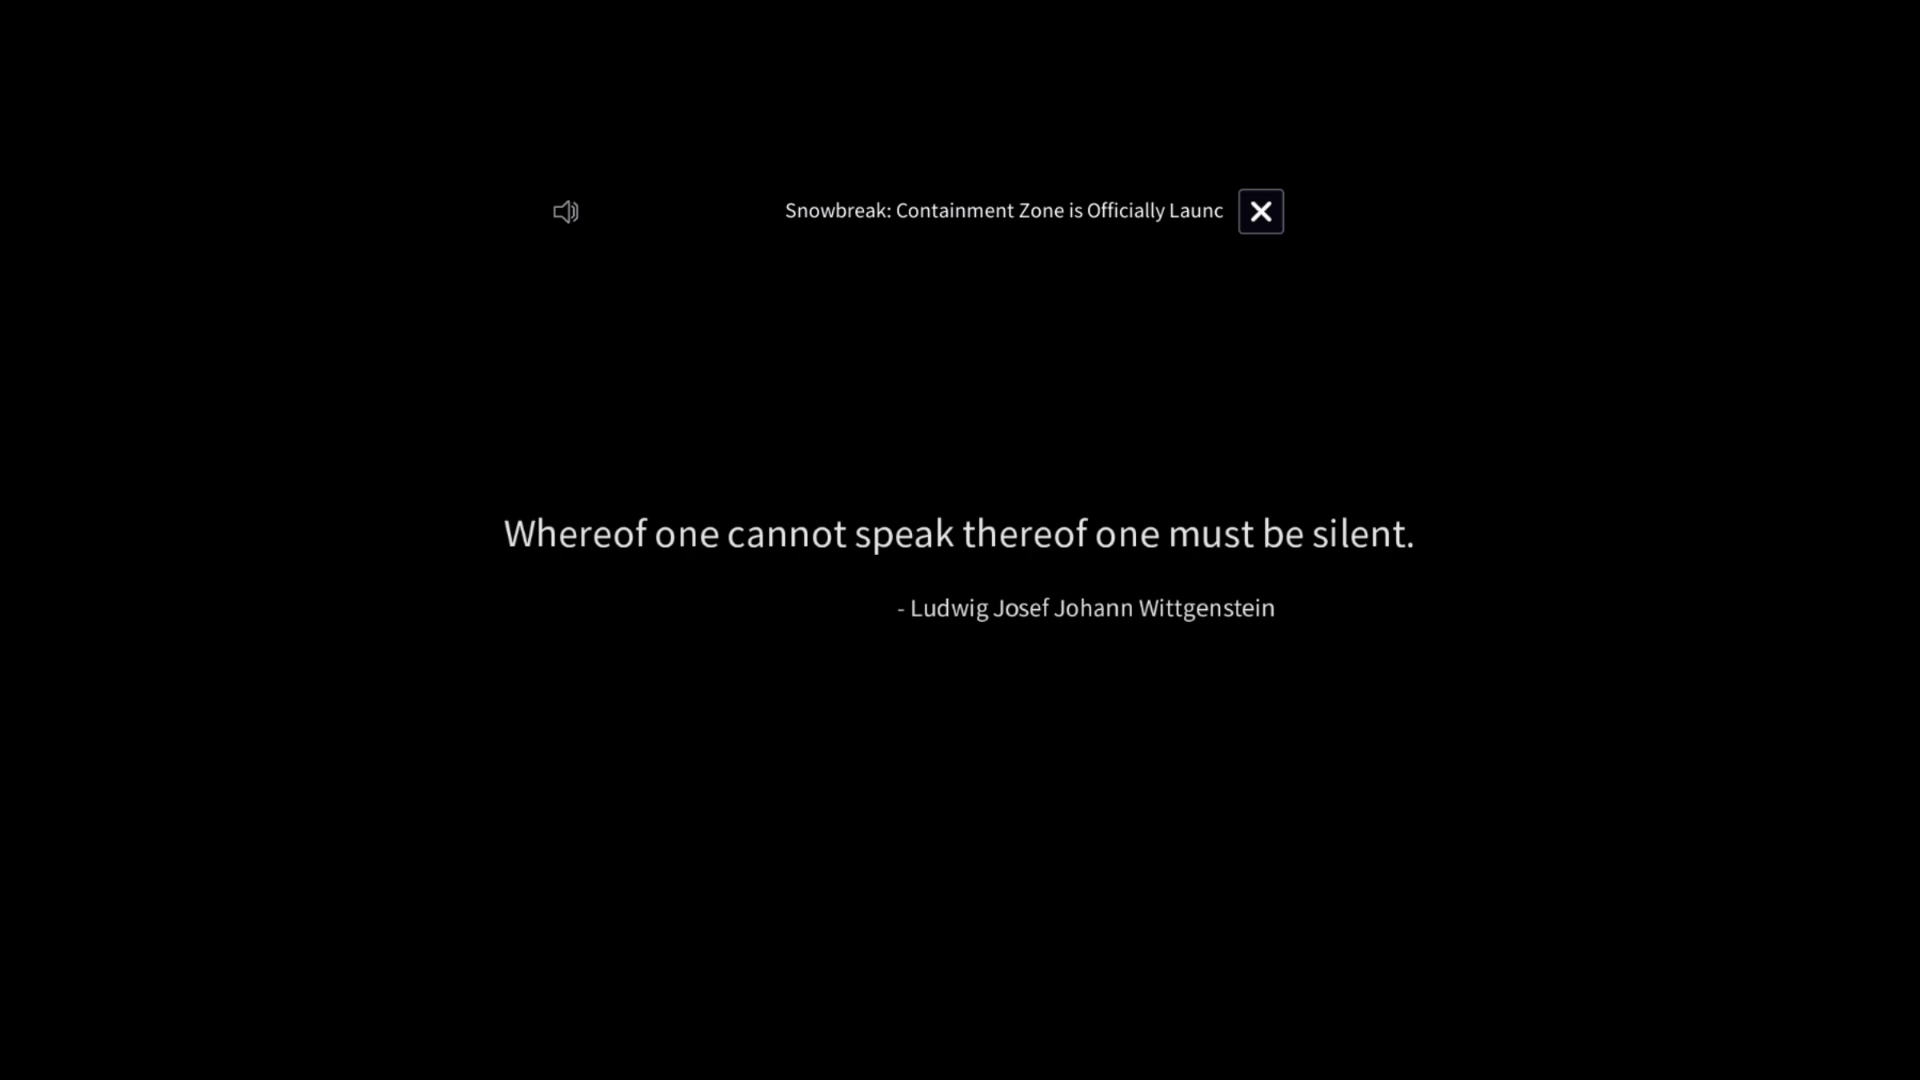 Snowbreak: Containment Zone is Officially Launc
Whereof one cannot speak thereof one must be silent.
- Ludwig Josef Johann Wittgenstein